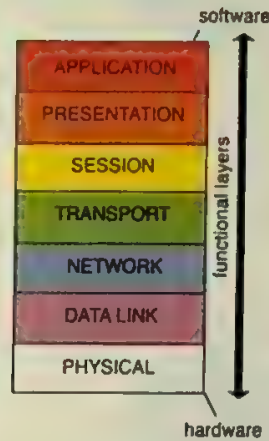 software
APPLICATION
PRESENTATION
SESSION
TRANSPORT
NETWORK
DATA LINK
PHYSICAL
functional layers
hardware